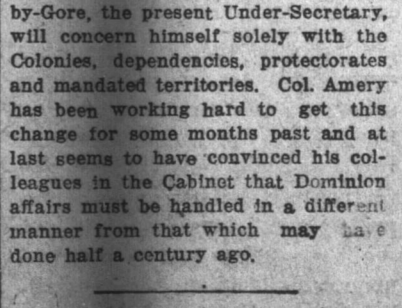 by-Gore, the present Under-Secretary,
will concern himself solely with the
Colonies, dependencies, protectorates
and mandated territories. Col. Amery
has been working hard to get this
change for some months past and at
last seems to have convinced his col-
leagues in the Cabinet that Dominion
affairs must be handled in a different
manner from that which may have
done half a century ago.